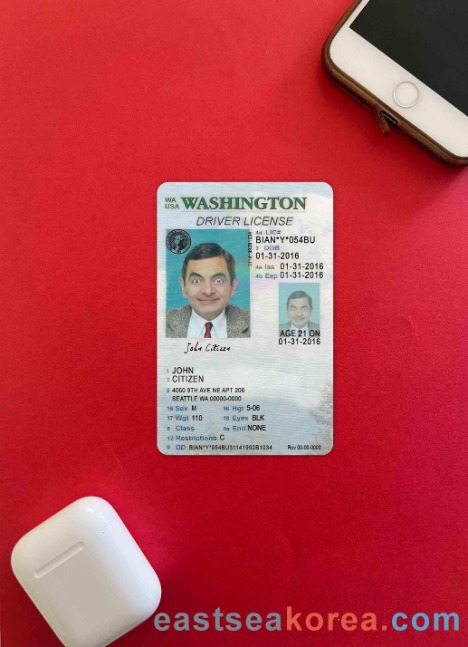 WA
USA WASHINGTON
DRIVER LICENSE
4d LIC#
BIAN*Y*054BU
3 DOB
01-31-2016
4a Iss 01-31-2016
4b Exp 01-31-2016
AGE 21 ON
01-31-2016
John Citizen
1 JOHN
2 CITIZEN
8 4060 9TH AVE NE APT 206
SEATTLE WA 00000-0000
15 Sex M 16 Hgt 5-06
17 Wgt 110 18 Eyes BLK
9 Class 9a End NONE
12 Restrictions C
5 DD BIAN*Y*054BU31141993B1034 Rev 00-00-0000
eastseakorea.com